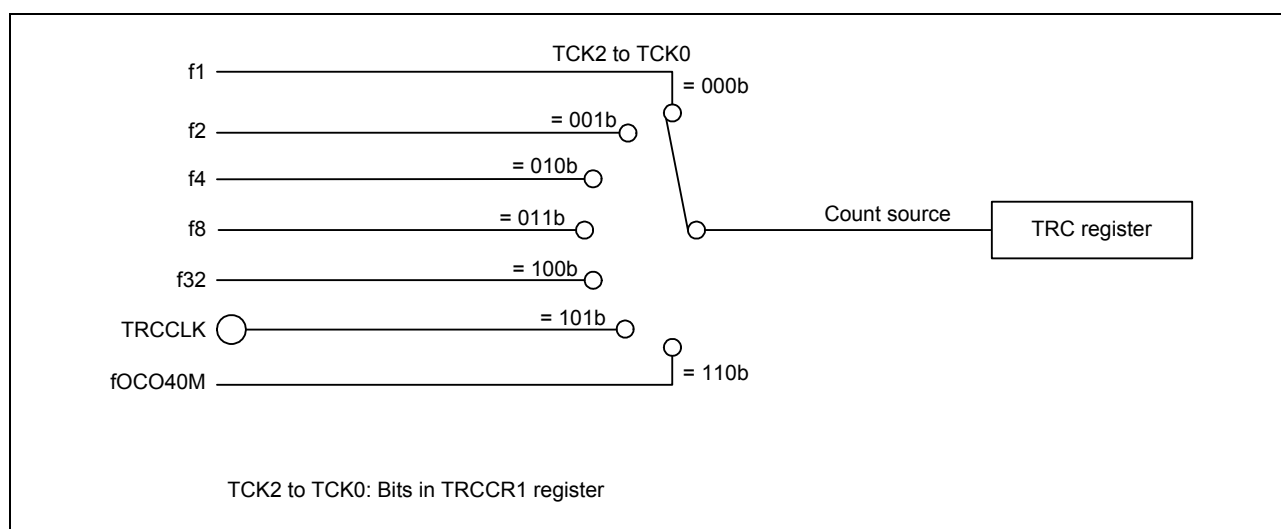 TCK2 to TCK0
f1
= 000b
f2
= 001b
f4
= 010b
f8
= 011b
Count source
TRC register
f32
= 100b
TRCCLK
= 101b
fOCO40M
= 110b
TCK2 to TCK0: Bits in TRCCR1 register